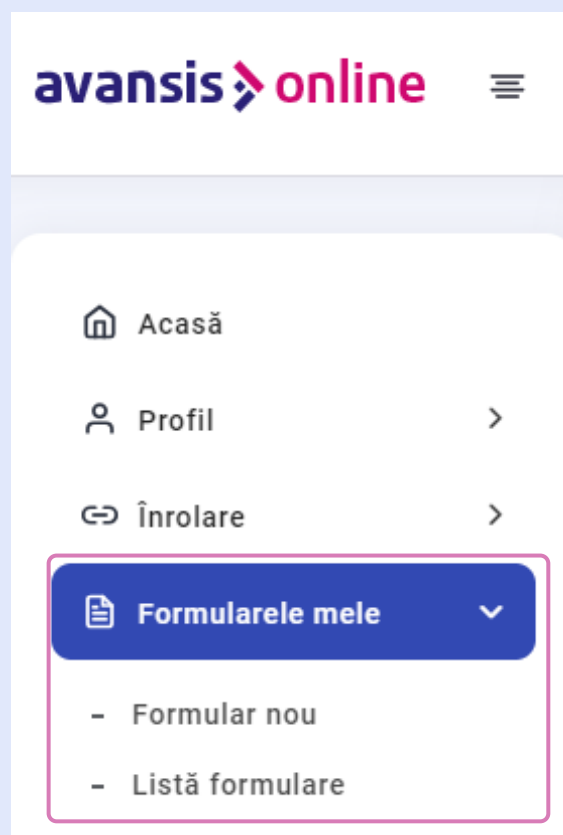 avansis online
Acasă
Profil
Înrolare
Formularele mele
- Formular nou
- Listă formulare